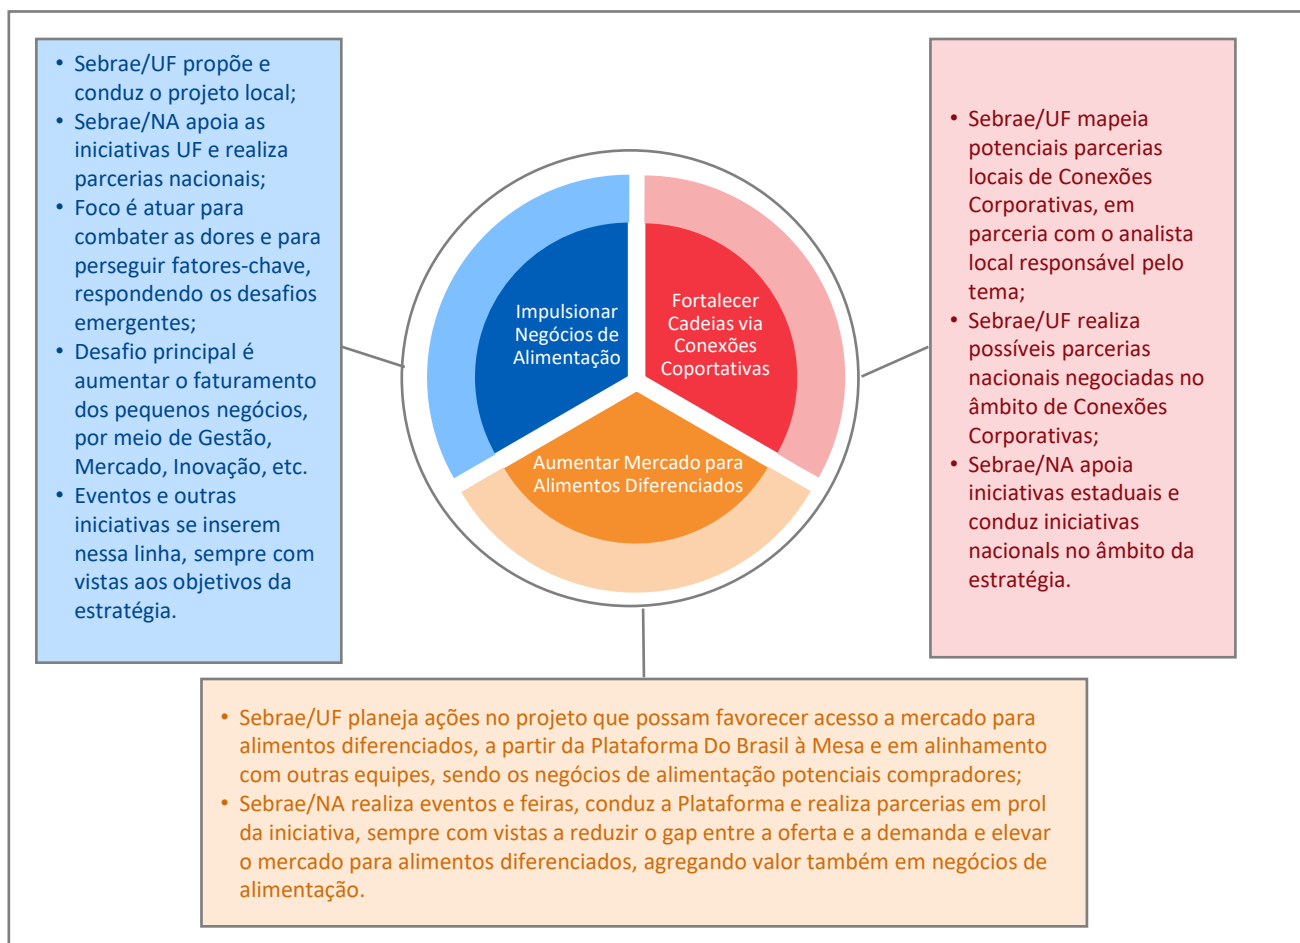 • Sebrae/UF propõe e
conduz o projeto local;
• Sebrae/NA apoia as
iniciativas UF e realiza
parcerias nacionais;
• Foco é atuar para
combater as dores e para
perseguir fatores-chave,
respondendo os desafios
emergentes;
• Desafio principal é
aumentar o faturamento
dos pequenos negócios,
por meio de Gestão,
Mercado, Inovação, etc.
• Eventos e outras
iniciativas se inserem
nessa linha, sempre com
vistas aos objetivos da
estratégia.
Impulsionar
Negócios de
Alimentação
Fortalecer
Cadeias via
Conexões
Coportativas
Aumentar Mercado para
Alimentos Diferenciados
• Sebrae/UF mapeia
potenciais parcerias
locais de Conexões
Corporativas, em
parceria com o analista
local responsável pelo
tema;
• Sebrae/UF realiza
possíveis parcerias
nacionais negociadas no
âmbito de Conexões
Corporativas;
• Sebrae/NA apoia
iniciativas estaduais e
conduz iniciativas
nacionals no âmbito da
estratégia.
• Sebrae/UF planeja ações no projeto que possam favorecer acesso a mercado para
alimentos diferenciados, a partir da Plataforma Do Brasil à Mesa e em alinhamento
com outras equipes, sendo os negócios de alimentação potenciais compradores;
• Sebrae/NA realiza eventos e feiras, conduz a Plataforma e realiza parcerias em prol
da iniciativa, sempre com vistas a reduzir o gap entre a oferta e a demanda e elevar
o mercado para alimentos diferenciados, agregando valor também em negócios de
alimentação.